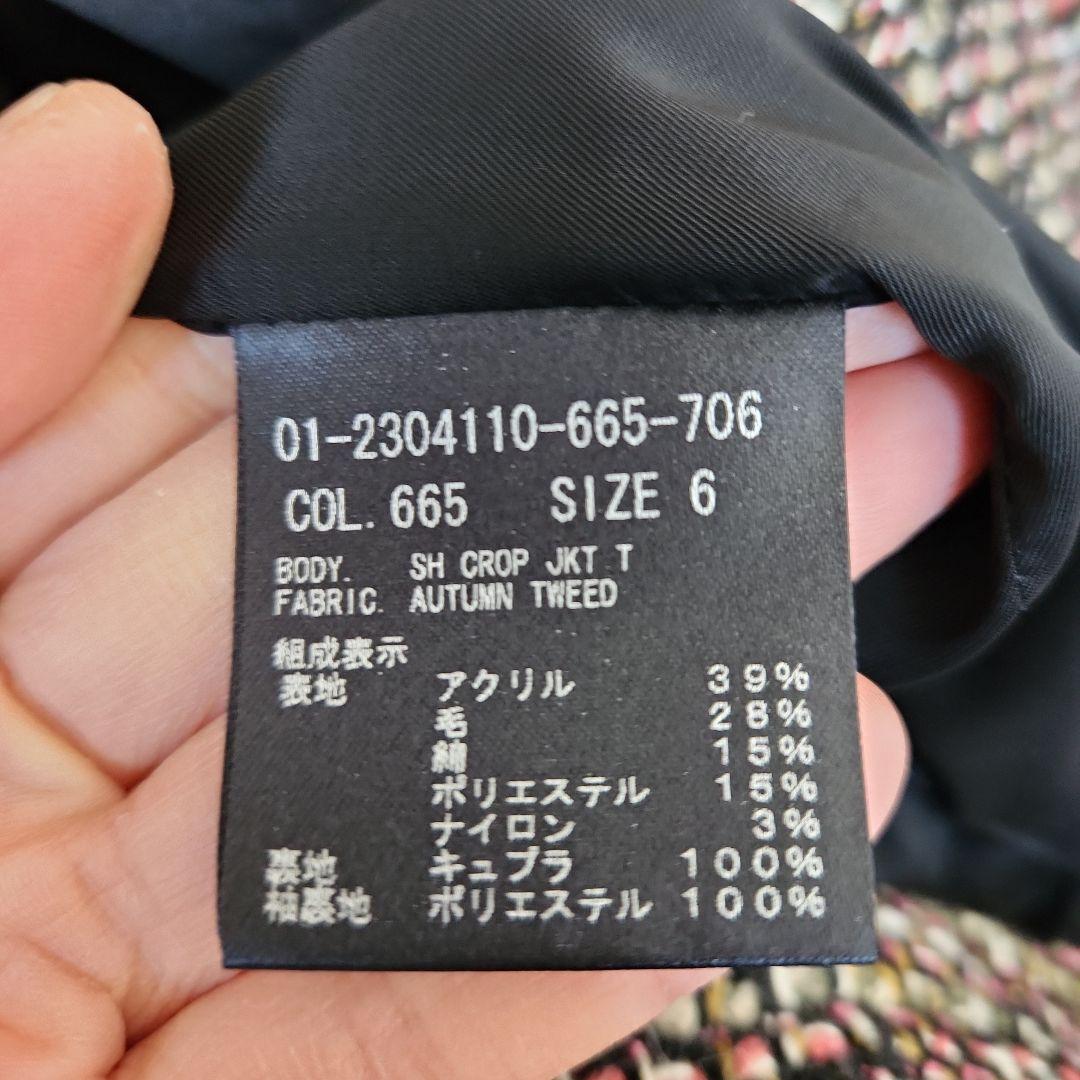 01-2304110-665-706
COL. 665 SIZE 6
BODY. SH CROP JKT T
FABRIC. AUTUMN TWEED
組成表示
表地 アクリル 39%
毛 28%
綿 15%
ポリエステル 15%
ナイロン 3%
裏地 キュプラ 100%
袖裏地 ポリエステル 100%